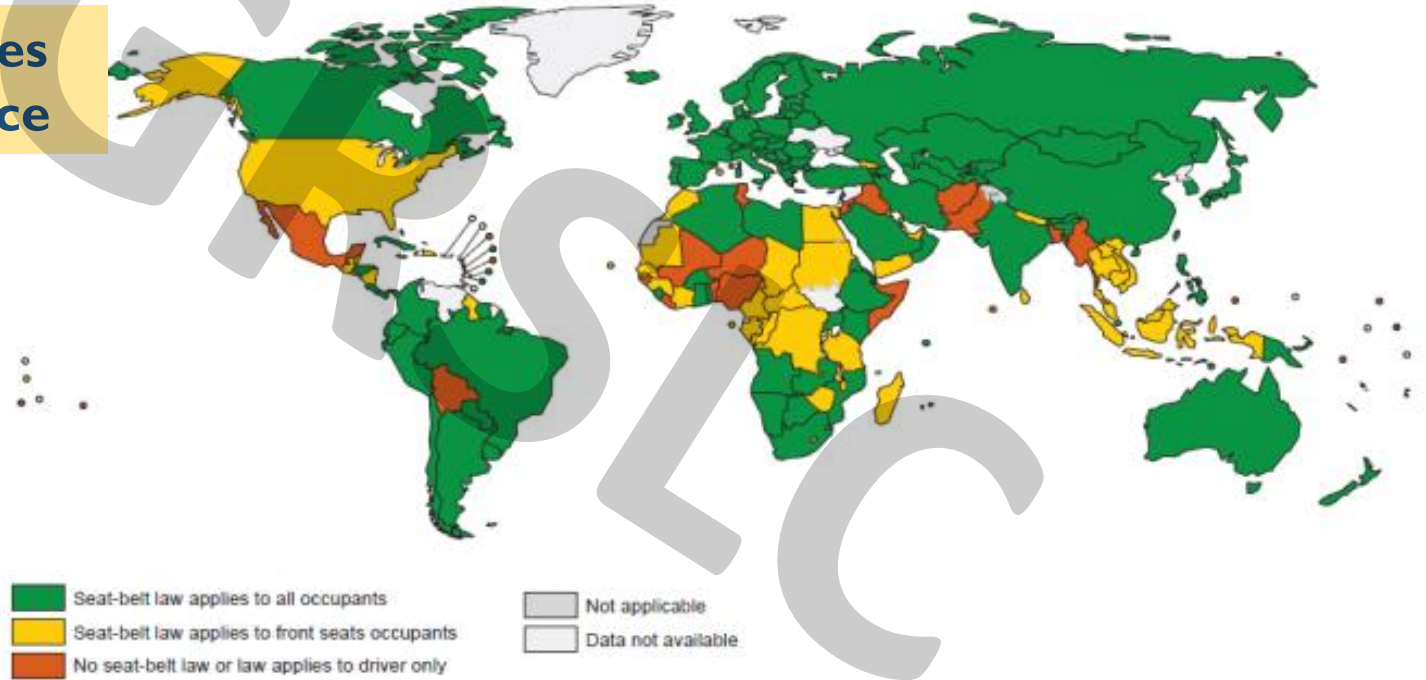 es
ce
GRSLC
Seat-belt law applies to all occupants
Seat-belt law applies to front seats occupants
No seat-belt law or law applies to driver only
Not applicable
Data not available